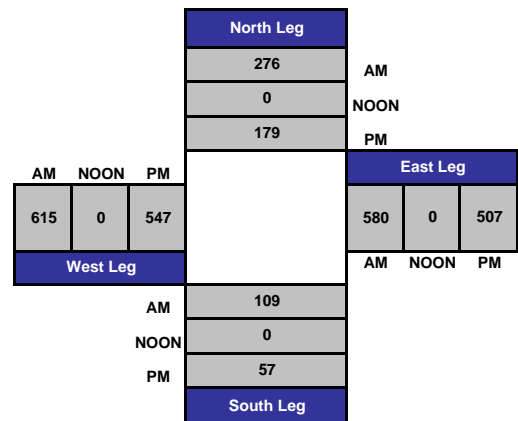 North Leg
276 AM
0 NOON
179 PM
AM NOON PM
East Leg
615 0 547
580 0 507
West Leg
AM NOON PM
AM 109
NOON 0
PM 57
South Leg